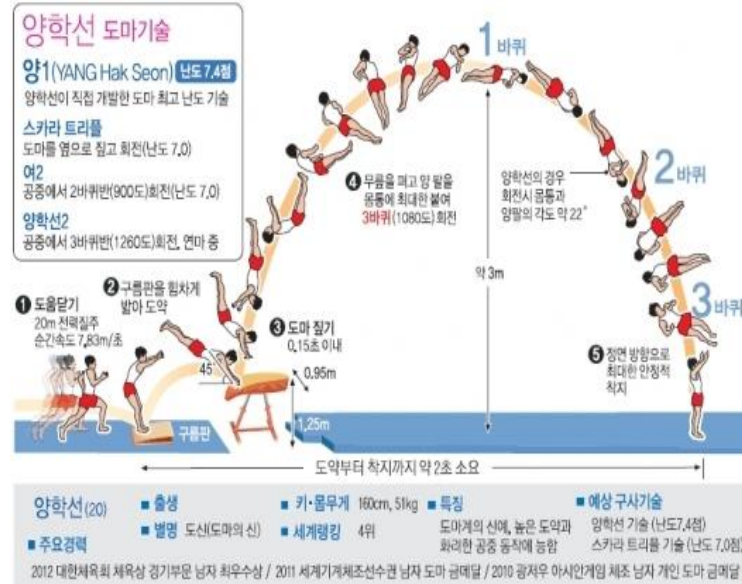 양학선 도마기술
양1(YANG Hak Seon) 난도 7.4점
양학선이 직접 개발한 도마 최고 난도 기술
스카라 트리플
도마를 옆으로 짚고 회전(난도 7.0)
여2
공중에서 2바퀴반(900도)회전(난도 7.0)
양학선2
공중에서 3바퀴반(1260도)회전, 연마 중
1 도움닫기
20m 전력질주
순간속도 7.83m/초
2 구름판을 힘차게
밟아 도약
구름판
45°
3 도마 짚기
0.15초 이내
0.95m
1.25m
4 무릎을 펴고 양 팔을
몸통에 최대한 붙여
3바퀴(1080도) 회전
1바퀴
약 3m
양학선의 경우
회전시 몸통과
양팔의 각도 약 22°
2바퀴
3바퀴
5 정면 방향으로
최대한 안정적
착지
도약부터 착지까지 약 2초 소요
양학선(20)
■ 출생
■ 별명 도신(도마의 신)
■ 키·몸무게 160cm, 51kg
■ 세계랭킹 4위
■ 특징
도마계의 신예, 높은 도약과
화려한 공중 동작에 능함
■ 예상 구사기술
양학선 기술 (난도7.4점)
스카라 트리플 기술 (난도 7.0점)
■ 주요경력
2012 대한체육회 체육상 경기부문 남자 최우수상 / 2011 세계기계체조선수권 남자 도마 금메달 / 2010 광저우 아시안게임 체조 남자 개인 도마 금메달